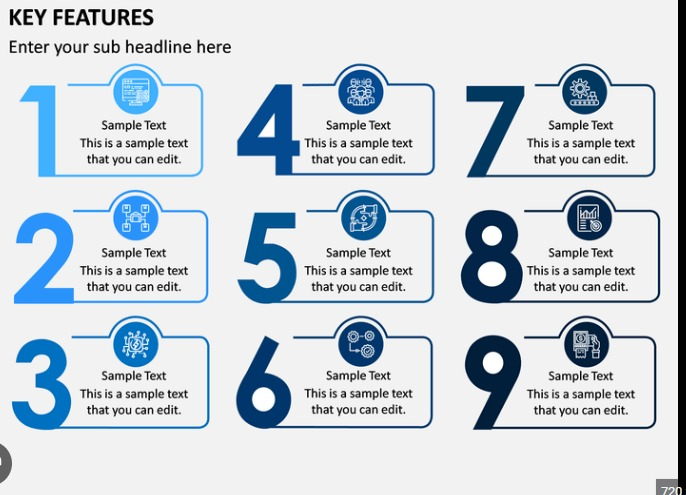 KEY FEATURES
Enter your sub headline here
1
Sample Text
This is a sample text
that you can edit.
2
Sample Text
This is a sample text
that you can edit.
3
Sample Text
This is a sample text
that you can edit.
4
Sample Text
This is a sample text
that you can edit.
5
Sample Text
This is a sample text
that you can edit.
6
Sample Text
This is a sample text
that you can edit.
7
Sample Text
This is a sample text
that you can edit.
8
Sample Text
This is a sample text
that you can edit.
9
Sample Text
This is a sample text
that you can edit.
720